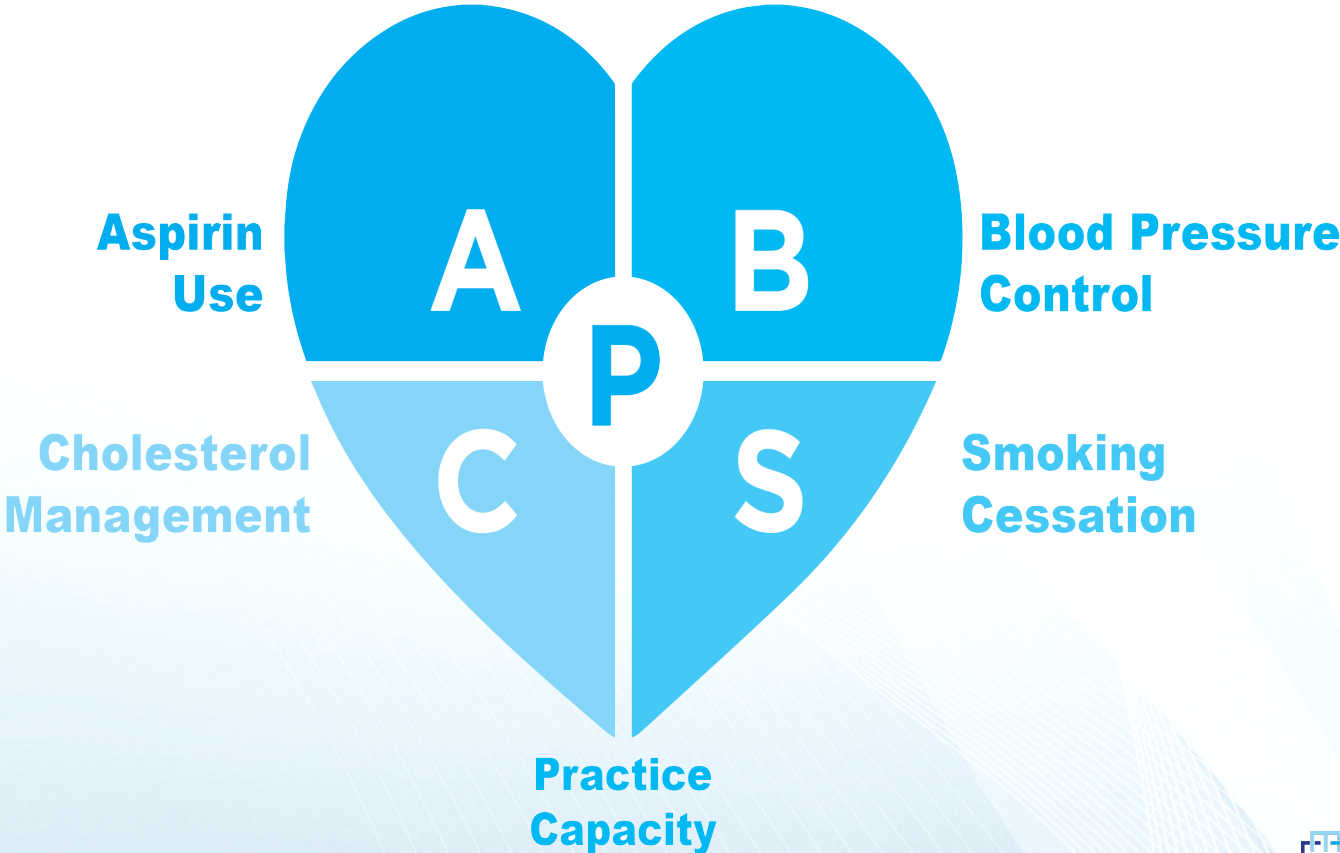 Aspirin
Use
A
B
Blood Pressure
Control
P
Cholesterol
Management
C
S
Smoking
Cessation
Practice
Capacity